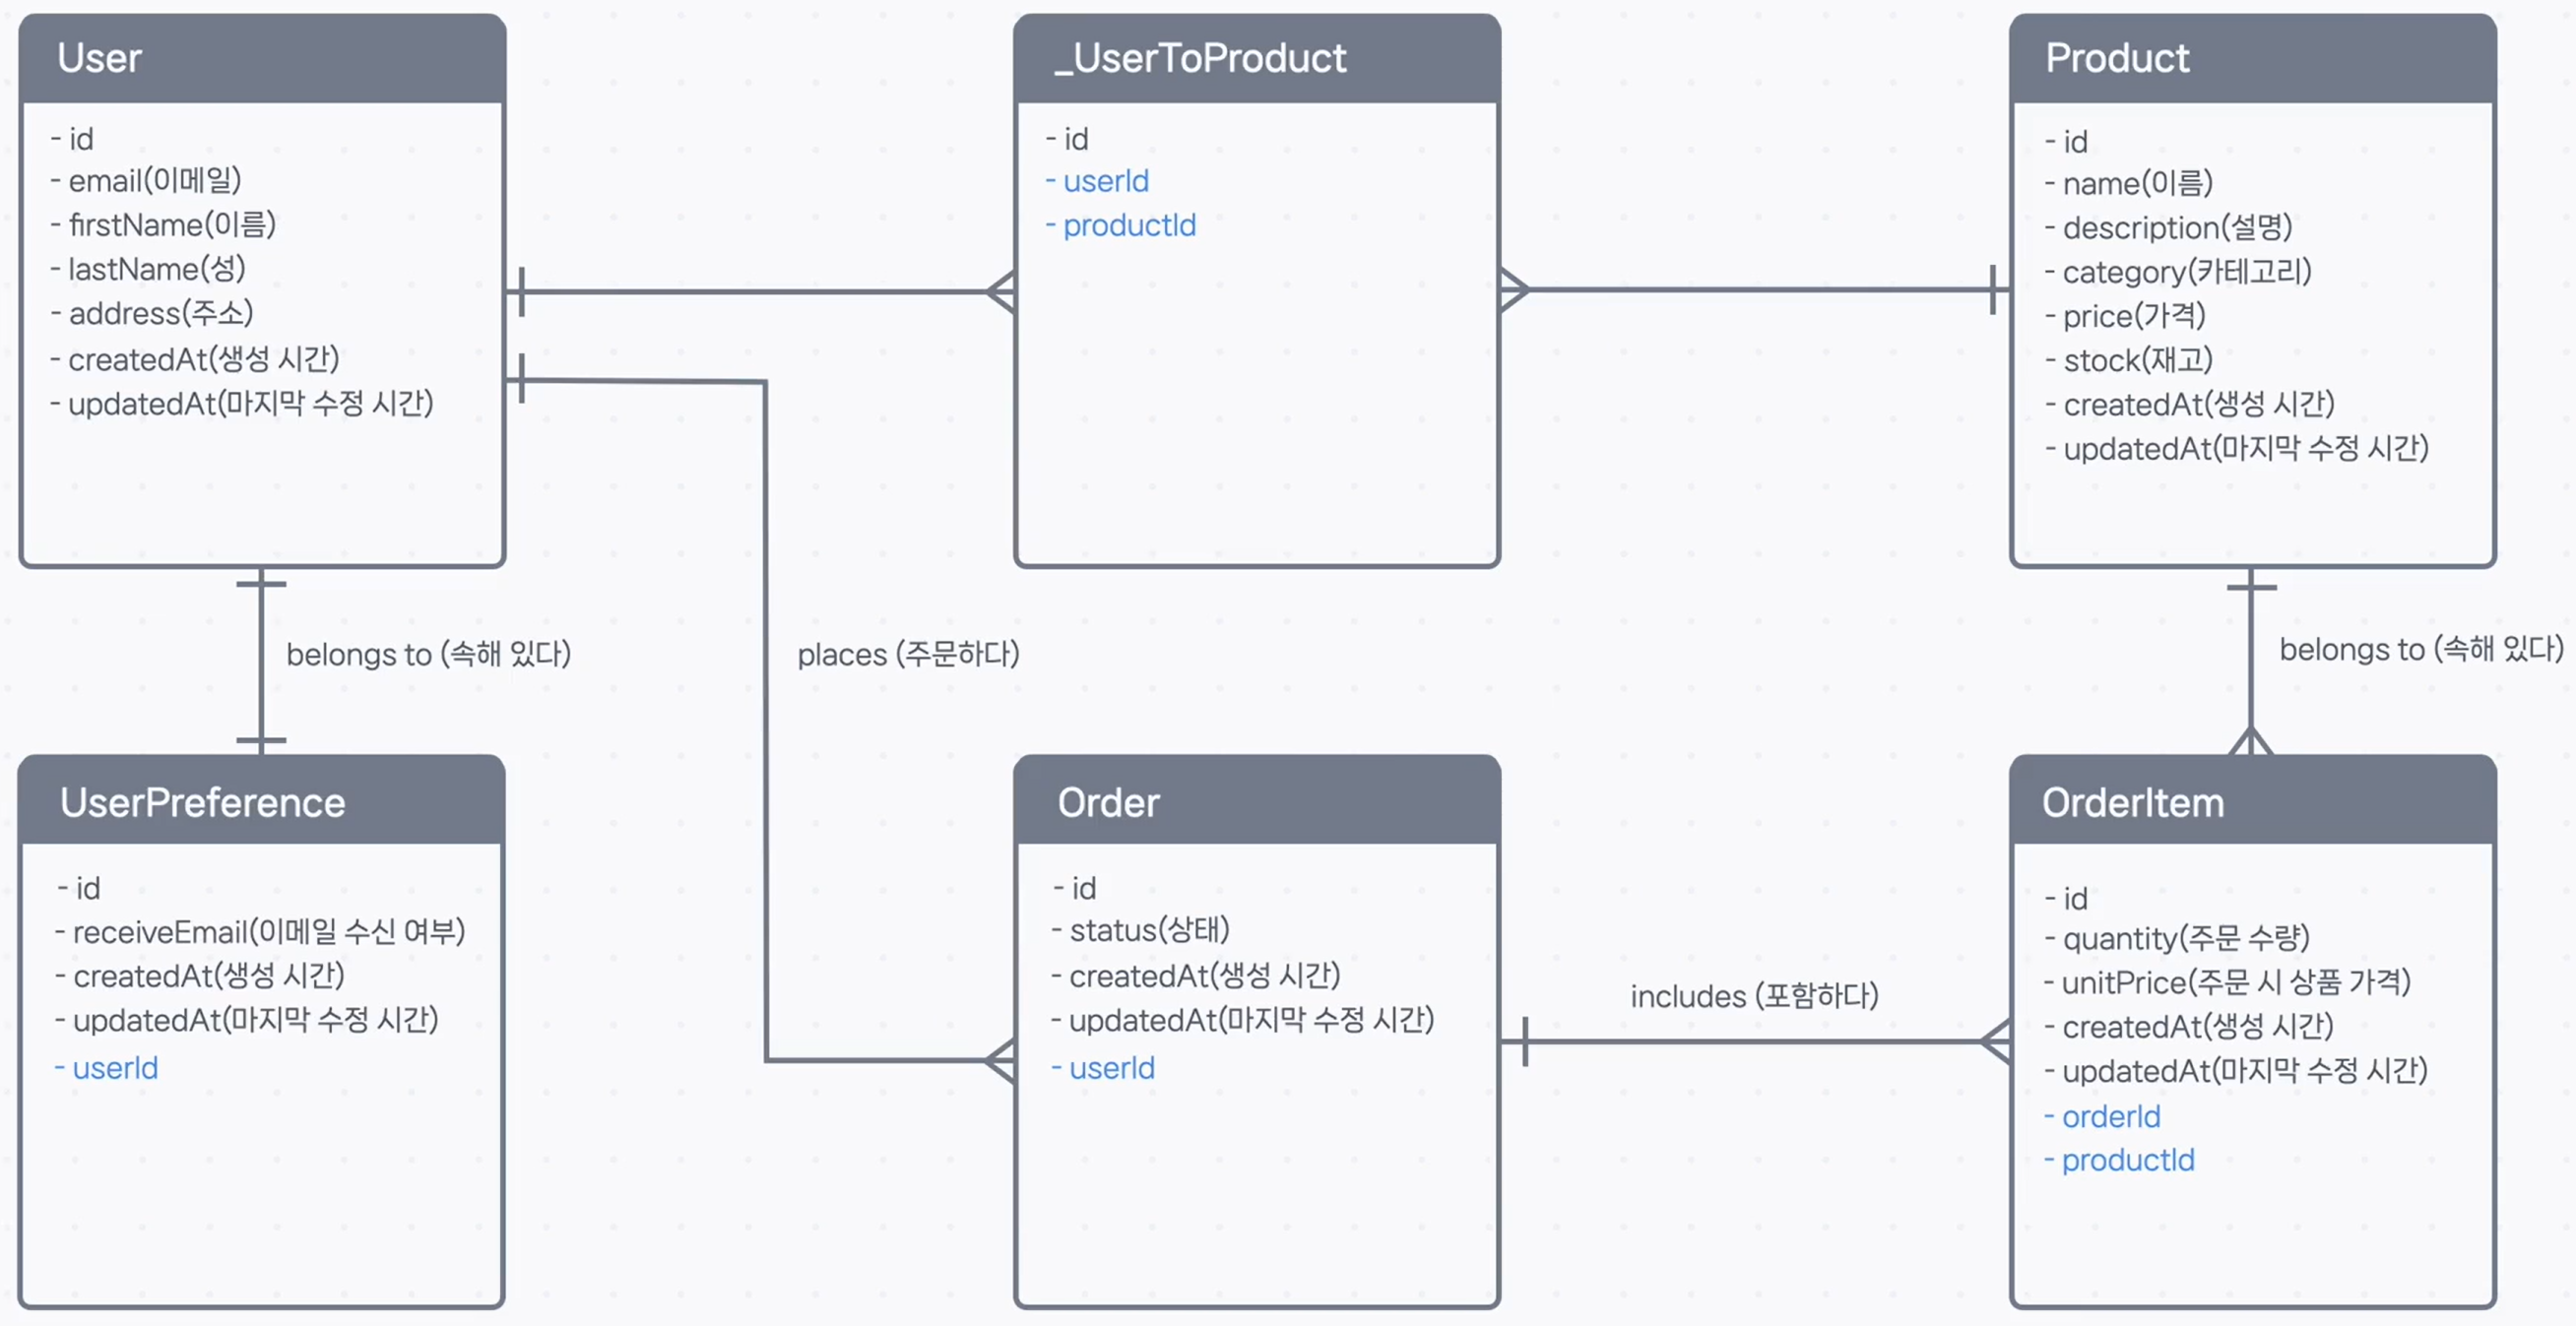 User
- id
- email(이메일)
- firstName(이름)
- lastName(성)
- address(주소)
- createdAt(생성 시간)
- updatedAt(마지막 수정 시간)
_UserToProduct
- id
- userId
- productId
Product
- id
- name(이름)
- description(설명)
- category(카테고리)
- price(가격)
- stock(재고)
- createdAt(생성 시간)
- updatedAt(마지막 수정 시간)
belongs to (속해 있다)
places (주문하다)
belongs to (속해 있다)
UserPreference
- id
- receiveEmail(이메일 수신 여부)
- createdAt(생성 시간)
- updatedAt(마지막 수정 시간)
- userId
Order
- id
- status(상태)
- createdAt(생성 시간)
- updatedAt(마지막 수정 시간)
- userId
includes (포함하다)
OrderItem
- id
- quantity(주문 수량)
- unitPrice(주문 시 상품 가격)
- createdAt(생성 시간)
- updatedAt(마지막 수정 시간)
- orderId
- productId